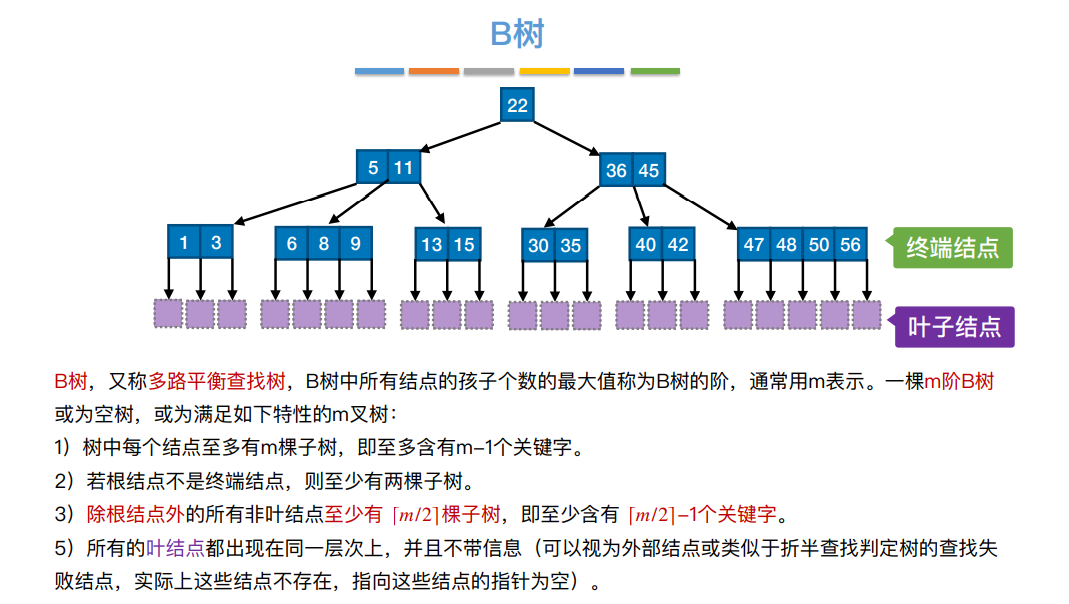 B树
22
5 11
36 45
1 3
6 8 9
13 15
30 35
40 42
47 48 50 56
终端结点
叶子结点
B树，又称多路平衡查找树，B树中所有结点的孩子个数的最大值称为B树的阶，通常用m表示。一棵m阶B树
或为空树，或为满足如下特性的m叉树：
1）树中每个结点至多有m棵子树，即至多含有m-1个关键字。
2）若根结点不是终端结点，则至少有两棵子树。
3）除根结点外的所有非叶结点至少有 ⌈m/2⌉棵子树，即至少含有 ⌈m/2⌉-1个关键字。
5）所有的叶结点都出现在同一层次上，并且不带信息（可以视为外部结点或类似于折半查找判定树的查找失
败结点，实际上这些结点不存在，指向这些结点的指针为空）。